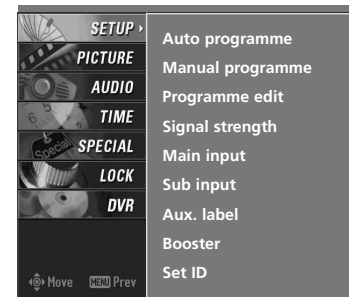 SETUP
PICTURE
AUDIO
TIME
SPECIAL
LOCK
DVR
Move MENU Prev
Auto programme
Manual programme
Programme edit
Signal strength
Main input
Sub input
Aux. label
Booster
Set ID